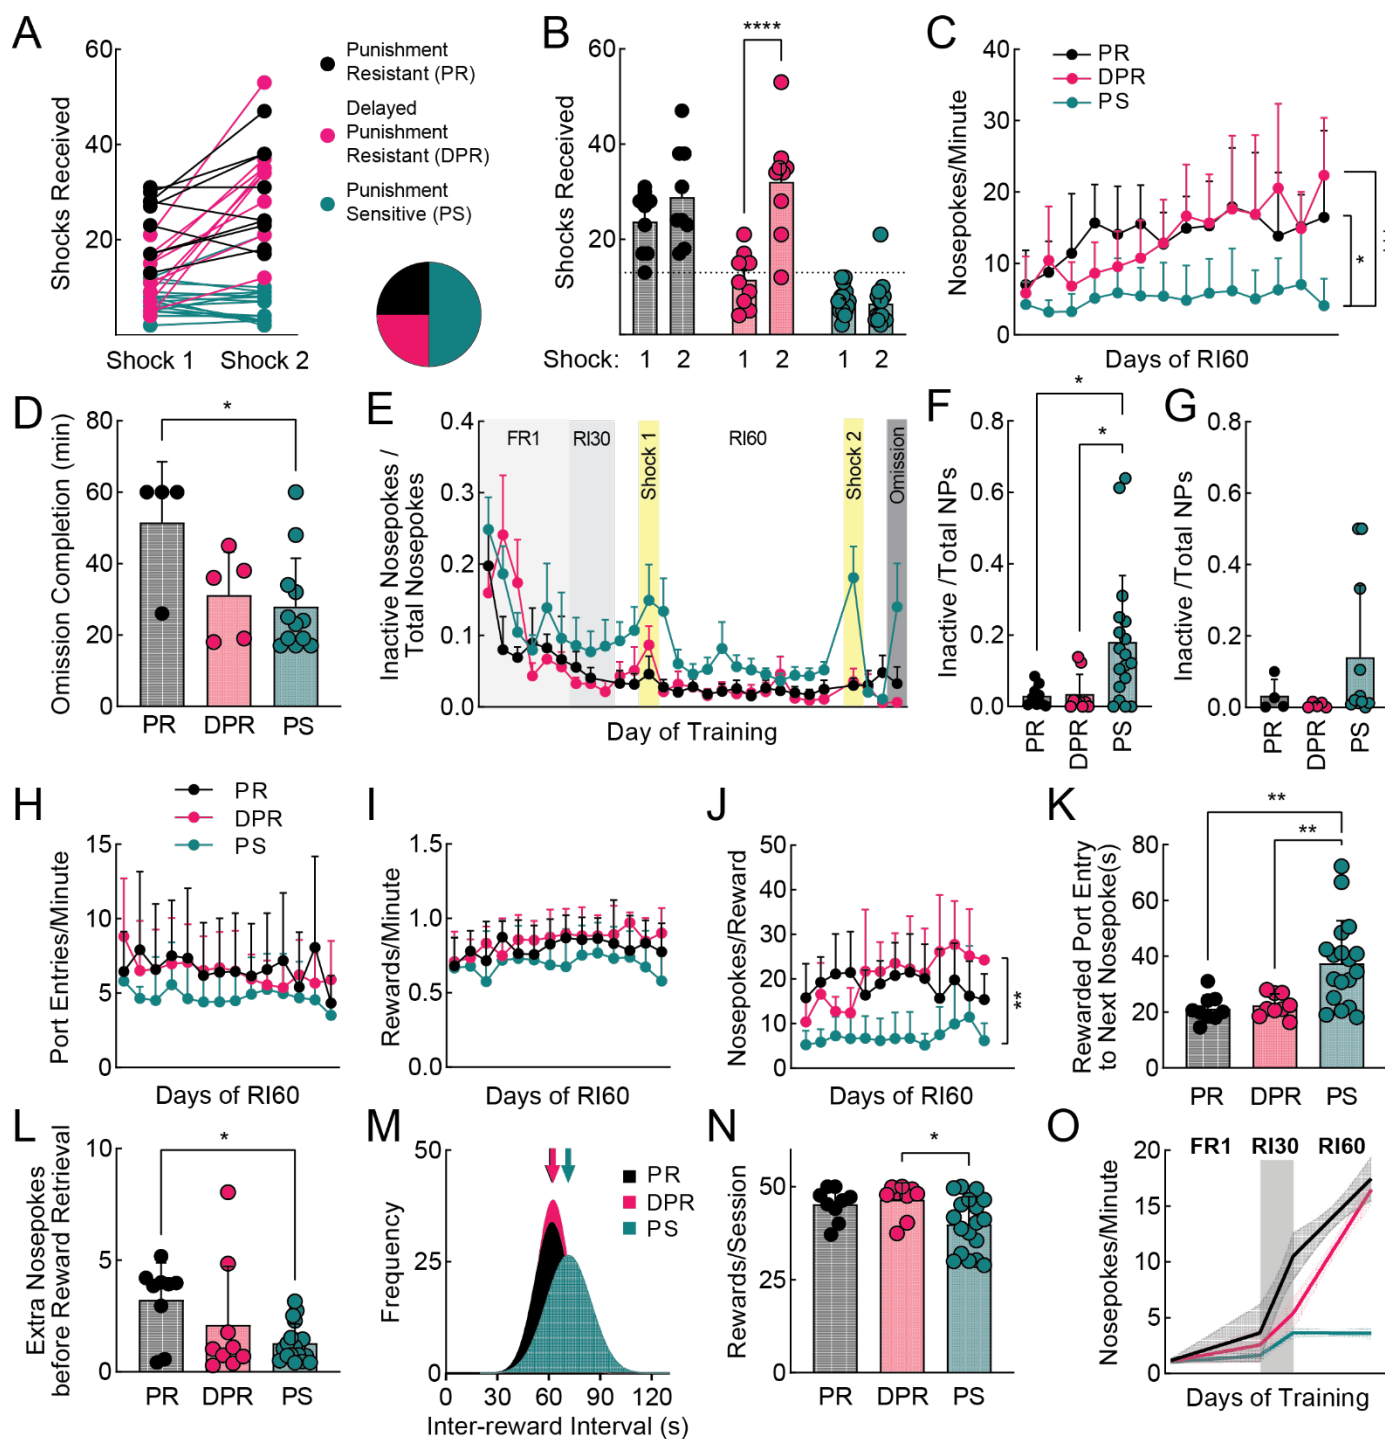 A
60
40
20
Shocks Received
Shock 1
Shock 2
Punishment
Resistant (PR)
Delayed
Punishment
Resistant (DPR)
Punishment
Sensitive (PS)
B
****
60
40
20
0
Shocks Received
Shock:
1
2
1
2
1
2
C
PR
DPR
PS
40
30
20
10
0
Nosepokes/Minute
Days of RI60
*
D
*
80
60
40
20
0
Omission Completion (min)
PR
DPR
PS
E
0.4
0.3
0.2
0.1
0.0
Inactive Nosepokes /
Total Nosepokes
FR1
RI30
Shock 1
RI60
Shock 2
Omission
Day of Training
F
*
*
0.8
0.6
0.4
0.2
0.0
Inactive /Total NPs
PR
DPR
PS
G
0.8
0.6
0.4
0.2
0.0
Inactive /Total NPs
PR
DPR
PS
H
PR
DPR
PS
15
10
5
0
Port Entries/Minute
Days of RI60
I
1.5
1.0
0.5
0.0
Rewards/Minute
Days of RI60
J
50
40
30
20
10
0
Nosepokes/Reward
Days of RI60
**
K
**
**
80
60
40
20
0
Rewarded Port Entry
to Next Nosepoke(s)
PR
DPR
PS
L
*
10
5
0
Extra Nosepokes
before Reward Retrieval
PR
DPR
PS
M
50
25
0
Frequency
PR
DPR
PS
0
30
60
90
120
Inter-reward Interval (s)
N
*
50
25
0
Rewards/Session
PR
DPR
PS
O
FR1
RI30
RI60
20
15
10
5
0
Nosepokes/Minute
Days of Training